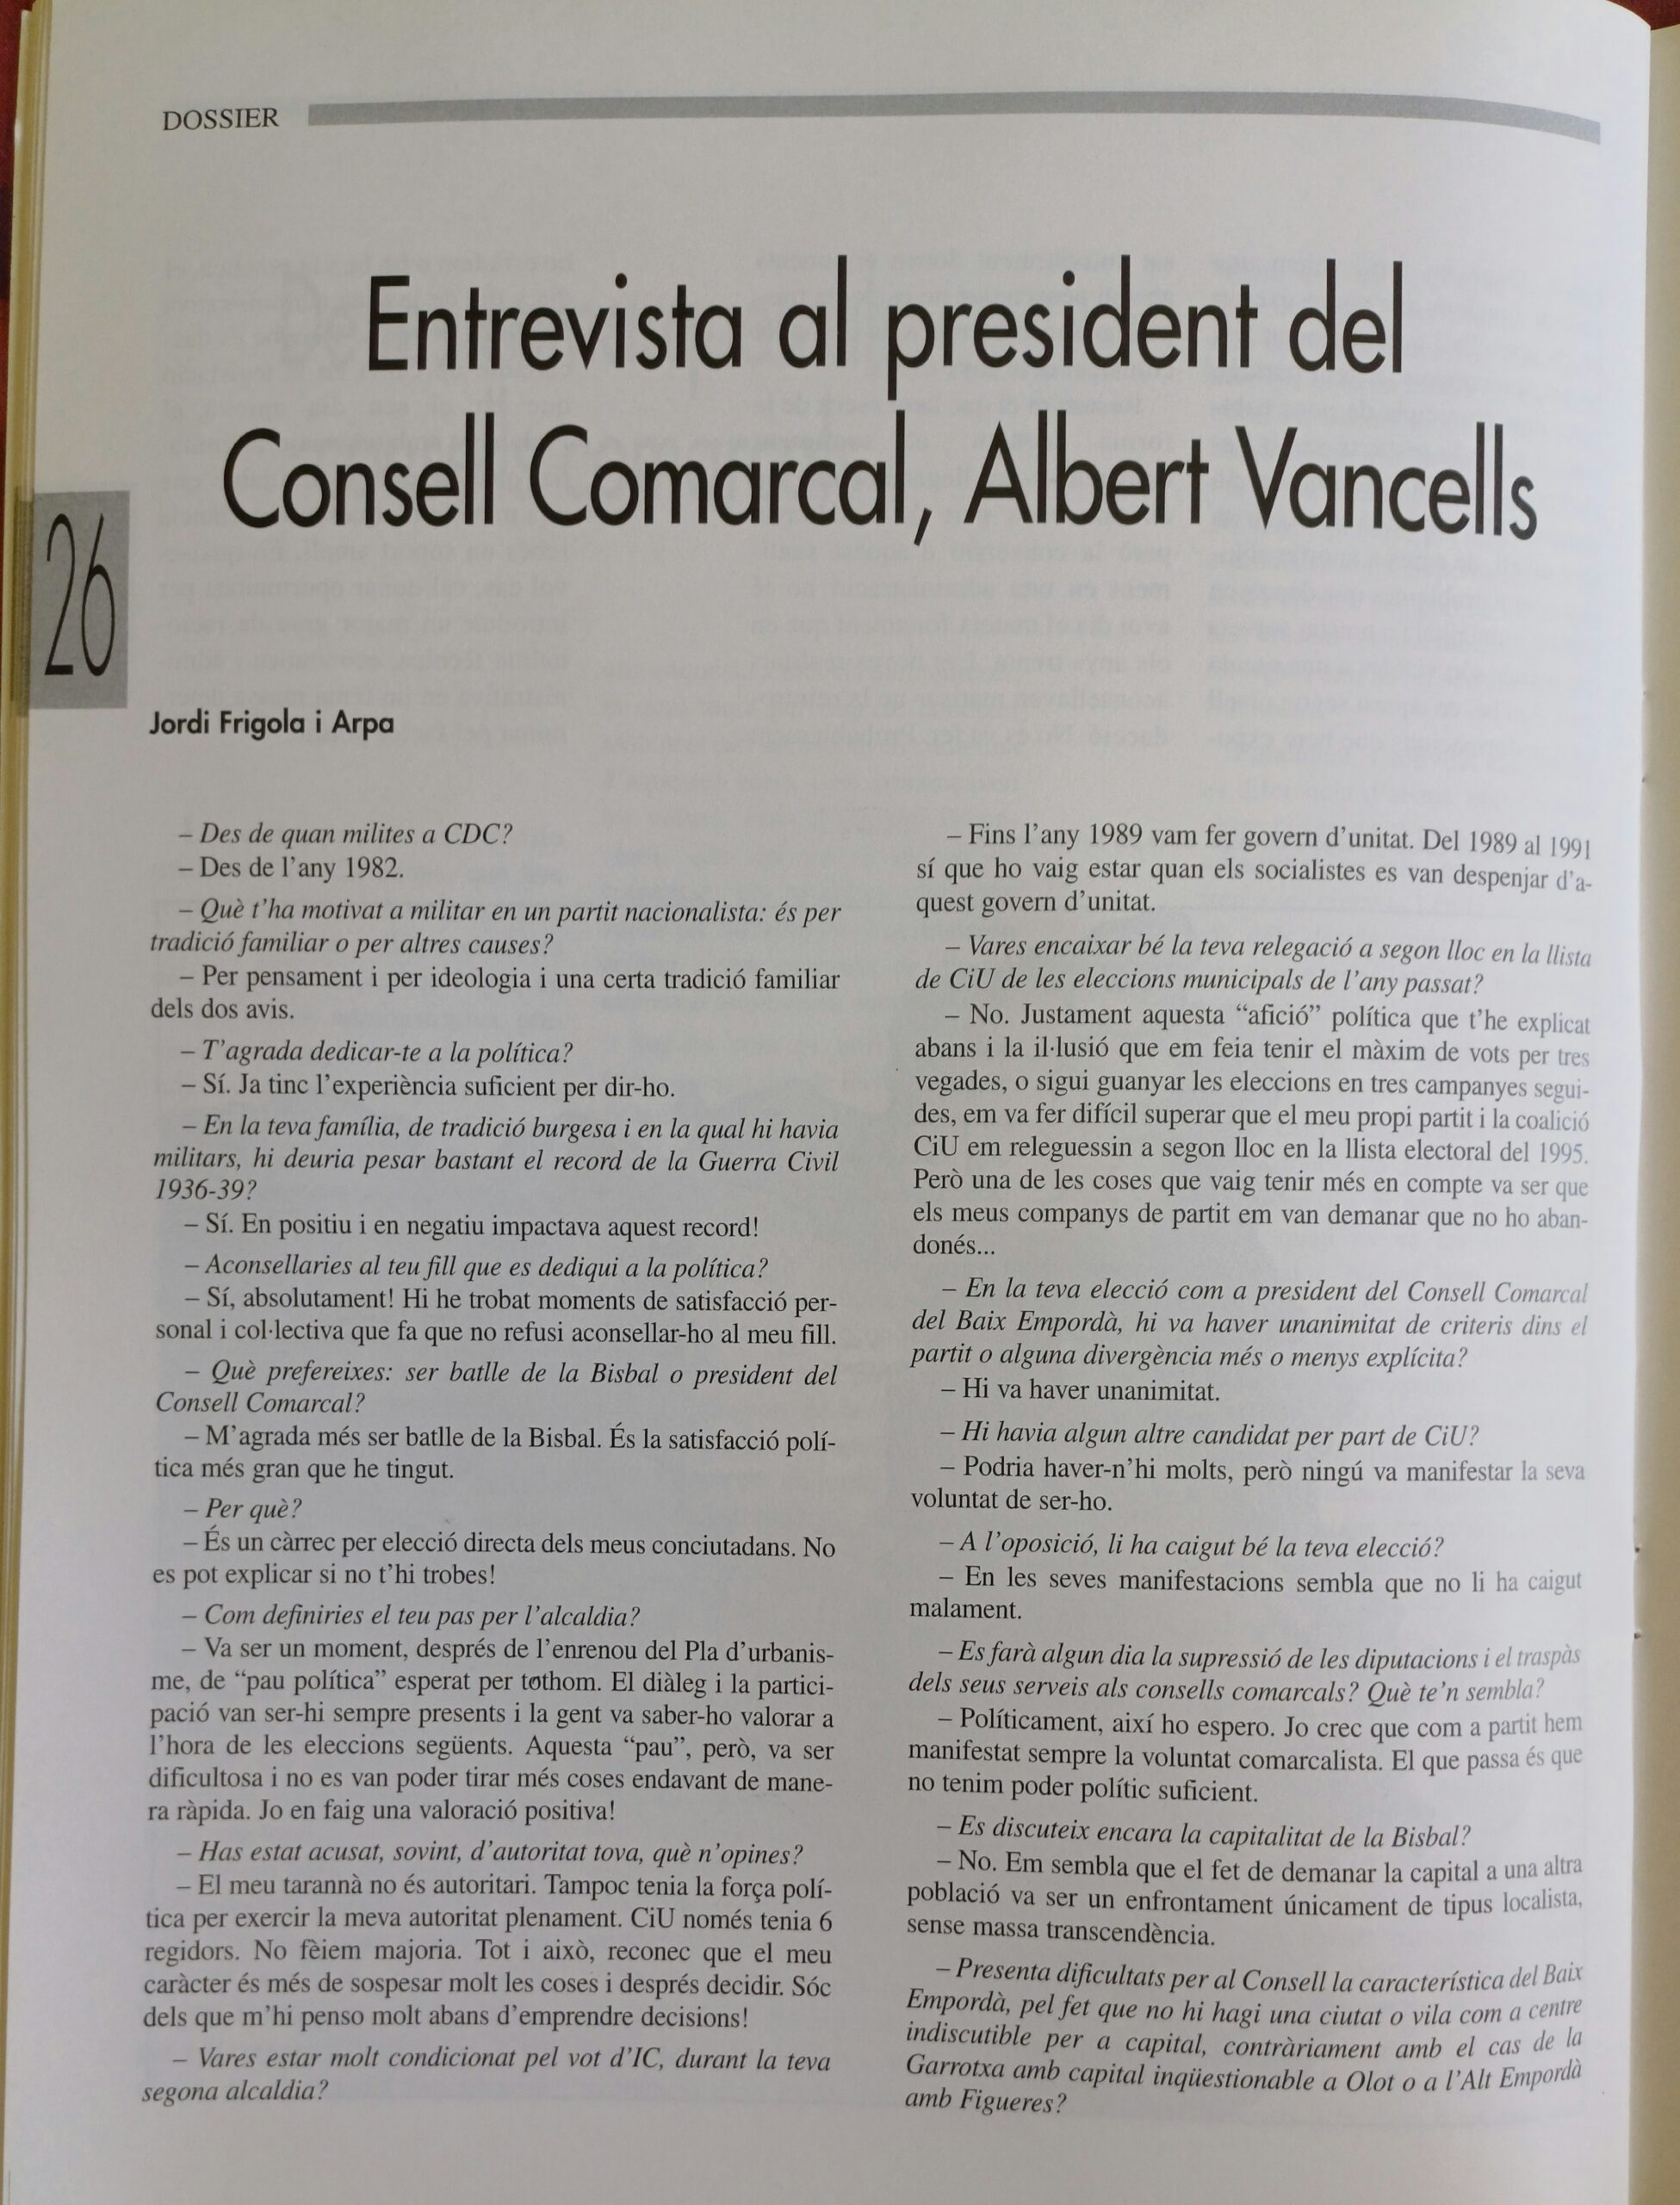 DOSSIER
Entrevista al president del
Consell Comarcal, Albert Vancells
26
Jordi Frigola i Arpa
– Des de quan milites a CDC?
– Des de l’any 1982.
– Què t’ha motivat a militar en un partit nacionalista: és per
tradició familiar o per altres causes?
– Per pensament i per ideologia i una certa tradició familiar
dels dos avis.
– T’agrada dedicar-te a la política?
– Sí. Ja tinc l’experiència suficient per dir-ho.
– En la teva família, de tradició burgesa i en la qual hi havia
militars, hi deuria pesar bastant el record de la Guerra Civil
1936-39?
– Sí. En positiu i en negatiu impactava aquest record!
– Aconsellaries al teu fill que es dediqui a la política?
– Sí, absolutament! Hi he trobat moments de satisfacció per-
sonal i col·lectiva que fa que no refusi aconsellar-ho al meu fill.
– Què prefereixes: ser batlle de la Bisbal o president del
Consell Comarcal?
– M’agrada més ser batlle de la Bisbal. És la satisfacció polí-
tica més gran que he tingut.
– Per què?
– És un càrrec per elecció directa dels meus conciutadans. No
es pot explicar si no t’hi trobes!
– Com definiries el teu pas per l’alcaldia?
– Va ser un moment, després de l’enrenou del Pla d’urbanis-
me, de “pau política” esperat per tothom. El diàleg i la partici-
pació van ser-hi sempre presents i la gent va saber-ho valorar a
l’hora de les eleccions següents. Aquesta “pau”, però, va ser
dificultosa i no es van poder tirar més coses endavant de mane-
ra ràpida. Jo en faig una valoració positiva!
– Has estat acusat, sovint, d’autoritat tova, què n’opines?
– El meu tarannà no és autoritari. Tampoc tenia la força polí-
tica per exercir la meva autoritat plenament. CiU només tenia 6
regidors. No fèiem majoria. Tot i això, reconec que el meu
caràcter és més de sospesar molt les coses i després decidir. Sóc
dels que m’hi penso molt abans d’emprendre decisions!
– Vares estar molt condicionat pel vot d’IC, durant la teva
segona alcaldia?
– Fins l’any 1989 vam fer govern d’unitat. Del 1989 al 1991
sí que ho vaig estar quan els socialistes es van despenjar d’a-
quest govern d’unitat.
– Vares encaixar bé la teva relegació a segon lloc en la llista
de CiU de les eleccions municipals de l’any passat?
– No. Justament aquesta “afició” política que t’he explicat
abans i la il·lusió que em feia tenir el màxim de vots per tres
vegades, o sigui guanyar les eleccions en tres campanyes segui-
des, em va fer difícil superar que el meu propi partit i la coalició
CiU em releguessin a segon lloc en la llista electoral del 1995.
Però una de les coses que vaig tenir més en compte va ser que
els meus companys de partit em van demanar que no ho aban-
donés...
– En la teva elecció com a president del Consell Comarcal
del Baix Empordà, hi va haver unanimitat de criteris dins el
partit o alguna divergència més o menys explícita?
– Hi va haver unanimitat.
– Hi havia algun altre candidat per part de CiU?
– Podria haver-n’hi molts, però ningú va manifestar la seva
voluntat de ser-ho.
– A l’oposició, li ha caigut bé la teva elecció?
– En les seves manifestacions sembla que no li ha caigut
malament.
– Es farà algun dia la supressió de les diputacions i el traspàs
dels seus serveis als consells comarcals? Què te’n sembla?
– Políticament, així ho espero. Jo crec que com a partit hem
manifestat sempre la voluntat comarcalista. El que passa és que
no tenim poder polític suficient.
– Es discuteix encara la capitalitat de la Bisbal?
– No. Em sembla que el fet de demanar la capital a una altra
població va ser un enfrontament únicament de tipus localista,
sense massa transcendència.
– Presenta dificultats per al Consell la característica del Baix
Empordà, pel fet que no hi hagi una ciutat o vila com a centre
indiscutible per a capital, contràriament amb el cas de la
Garrotxa amb capital inqüestionable a Olot o a l’Alt Empordà
amb Figueres?